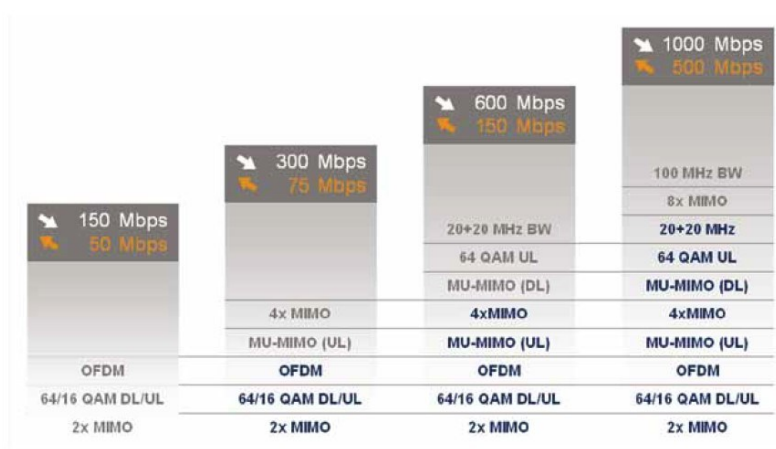 150 Mbps
50 Mbps
OFDM
64/16 QAM DL/UL
2x MIMO
300 Mbps
75 Mbps
4x MIMO
MU-MIMO (UL)
OFDM
64/16 QAM DL/UL
2x MIMO
600 Mbps
150 Mbps
20+20 MHz BW
64 QAM UL
MU-MIMO (DL)
4xMIMO
MU-MIMO (UL)
OFDM
64/16 QAM DL/UL
2x MIMO
1000 Mbps
500 Mbps
100 MHz BW
8x MIMO
20+20 MHz
64 QAM UL
MU-MIMO (DL)
4xMIMO
MU-MIMO (UL)
OFDM
64/16 QAM DL/UL
2x MIMO